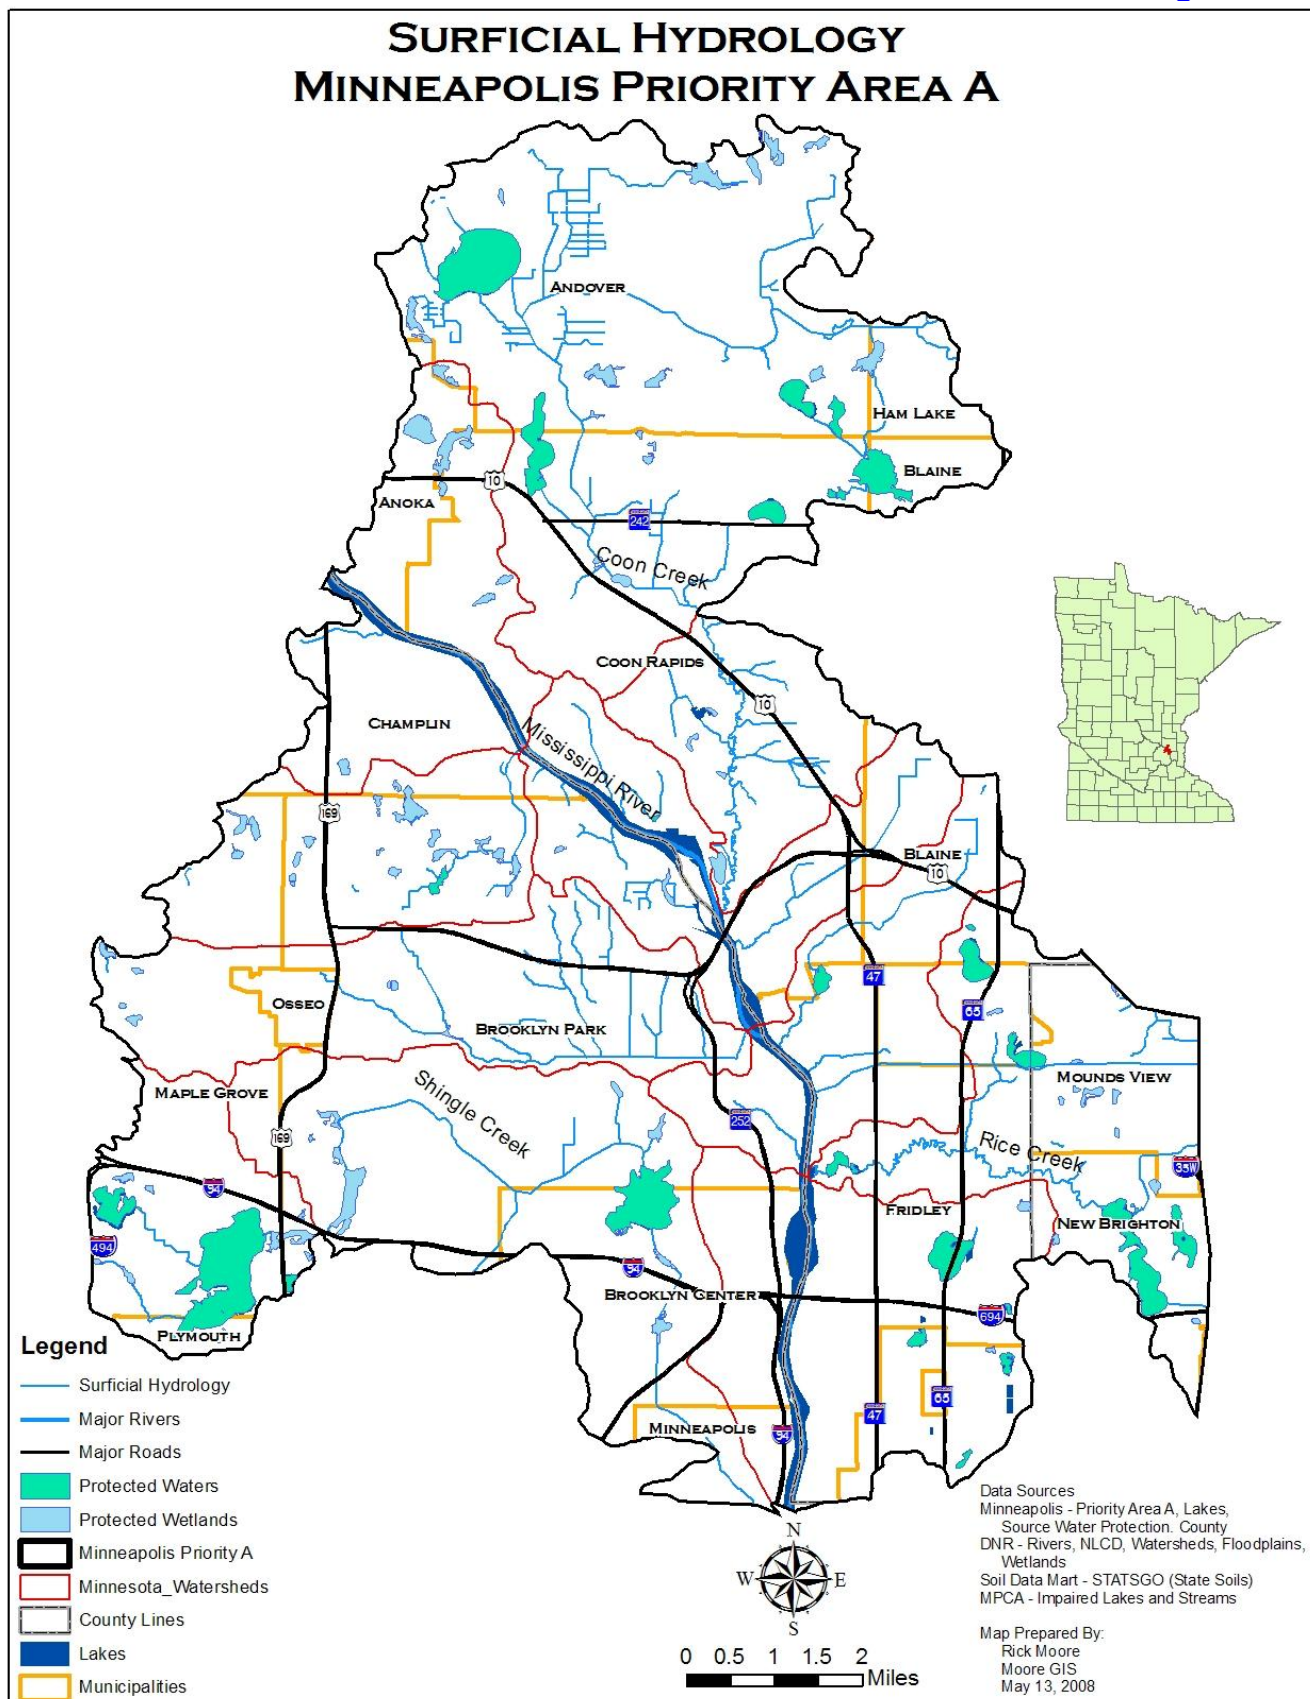 SURFICIAL HYDROLOGY
MINNEAPOLIS PRIORITY AREA A
ANDOVER
HAM LAKE
BLAINE
10
ANOKA
242
Coon Creek
COON RAPIDS
10
CHAMPLIN
Mississippi River
169
BLAINE
10
47
OSSEO
65
BROOKLYN PARK
MOUNDS VIEW
MAPLE GROVE
Shingle Creek
252
169
Rice Creek
35W
94
FRIDLEY
NEW BRIGHTON
494
94
BROOKLYN CENTER
694
PLYMOUTH
65
47
MINNEAPOLIS
94
Legend
Surficial Hydrology
Major Rivers
Major Roads
Protected Waters
Protected Wetlands
Minneapolis Priority A
Minnesota_Watersheds
County Lines
Lakes
Municipalities
N
W
E
S
0 0.5 1 1.5 2
Miles
Data Sources
Minneapolis - Priority Area A, Lakes,
Source Water Protection. County
DNR - Rivers, NLCD, Watersheds, Floodplains,
Wetlands
Soil Data Mart - STATSGO (State Soils)
MPCA - Impaired Lakes and Streams
Map Prepared By:
Rick Moore
Moore GIS
May 13, 2008